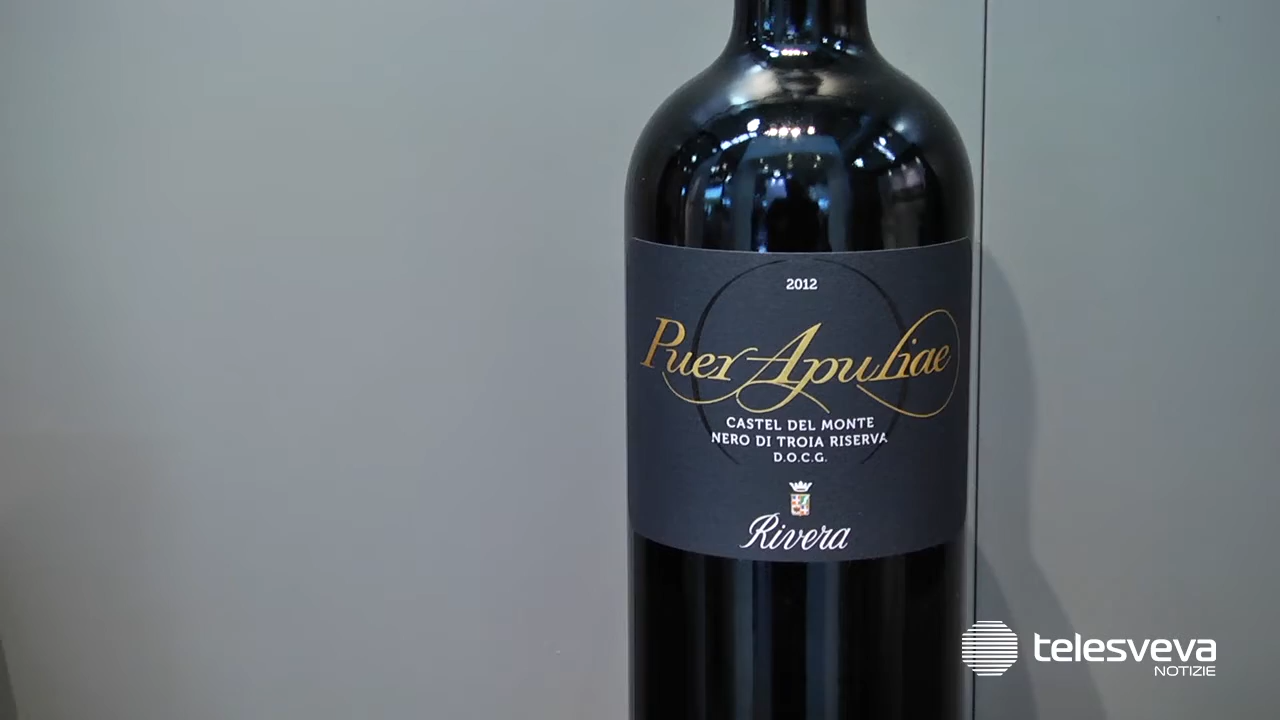 2012
Puer Apuliae
CASTEL DEL MONTE
NERO DI TROIA RISERVA
D.O.C.G.
Rivera
telesveva
NOTIZIE